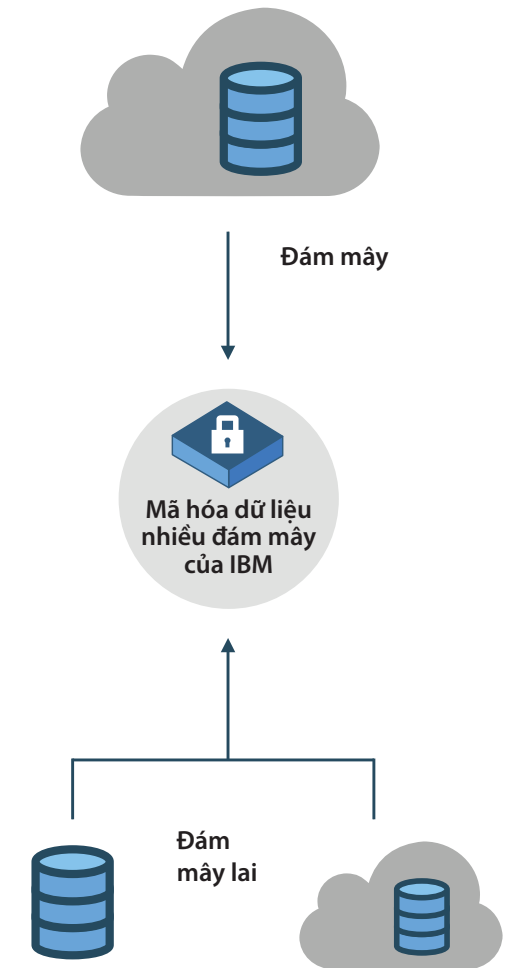 Đám mây
Mã hóa dữ liệu
nhiều đám mây
của IBM
Đám
mây lai